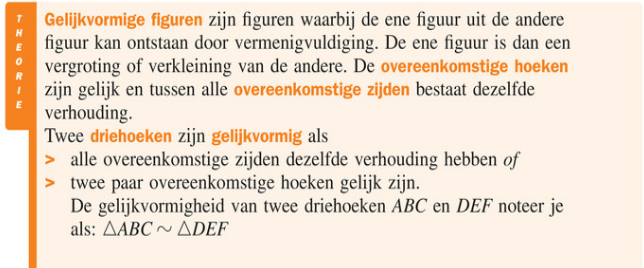 THEORIE
Gelijkvormige figuren zijn figuren waarbij de ene figuur uit de andere
figuur kan ontstaan door vermenigvuldiging. De ene figuur is dan een
vergroting of verkleining van de andere. De overeenkomstige hoeken
zijn gelijk en tussen alle overeenkomstige zijden bestaat dezelfde
verhouding.
Twee driehoeken zijn gelijkvormig als
> alle overeenkomstige zijden dezelfde verhouding hebben of
> twee paar overeenkomstige hoeken gelijk zijn.
De gelijkvormigheid van twee driehoeken ABC en DEF noteer je
als: △ABC ∼ △DEF